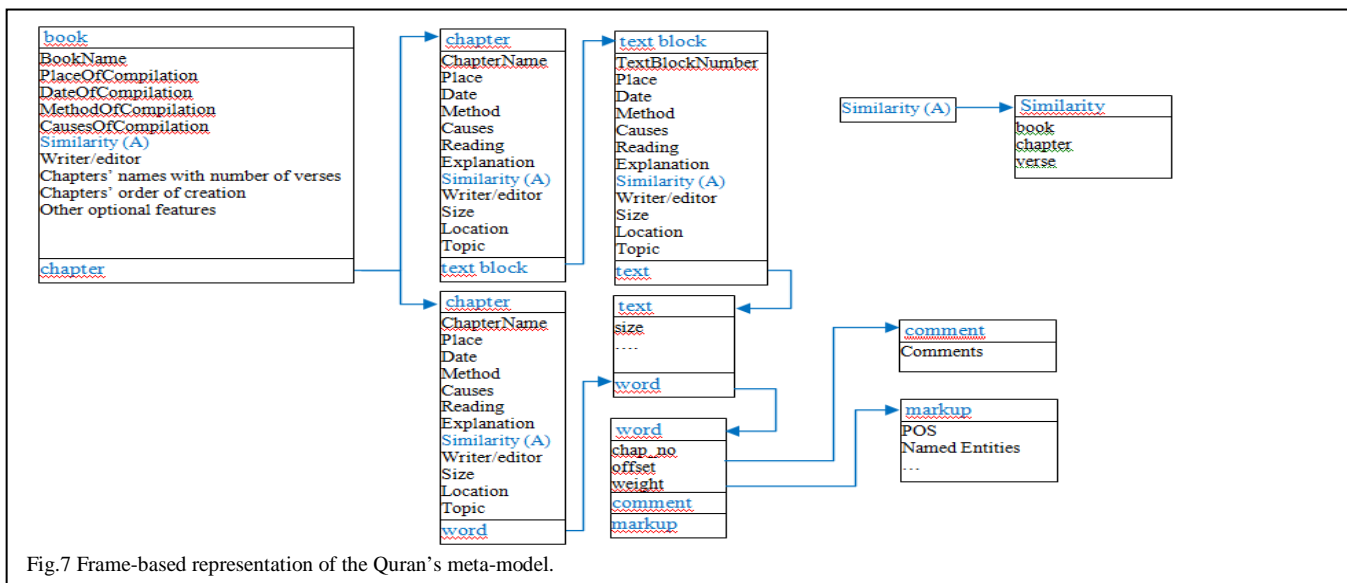 book
BookName
PlaceOfCompilation
DateOfCompilation
MethodOfCompilation
CausesOfCompilation
Similarity (A)
Writer/editor
Chapters’ names with number of verses
Chapters’ order of creation
Other optional features
chapter
chapter
ChapterName
Place
Date
Method
Causes
Reading
Explanation
Similarity (A)
Writer/editor
Size
Location
Topic
text block
text block
TextBlockNumber
Place
Date
Method
Causes
Reading
Explanation
Similarity (A)
Writer/editor
Size
Location
Topic
text
Similarity (A)
Similarity
book
chapter
verse
chapter
ChapterName
Place
Date
Method
Causes
Reading
Explanation
Similarity (A)
Writer/editor
Size
Location
Topic
word
text
size
....
word
word
chap_no
offset
weight
comment
markup
comment
Comments
markup
POS
Named Entities
...
Fig.7 Frame-based representation of the Quran’s meta-model.